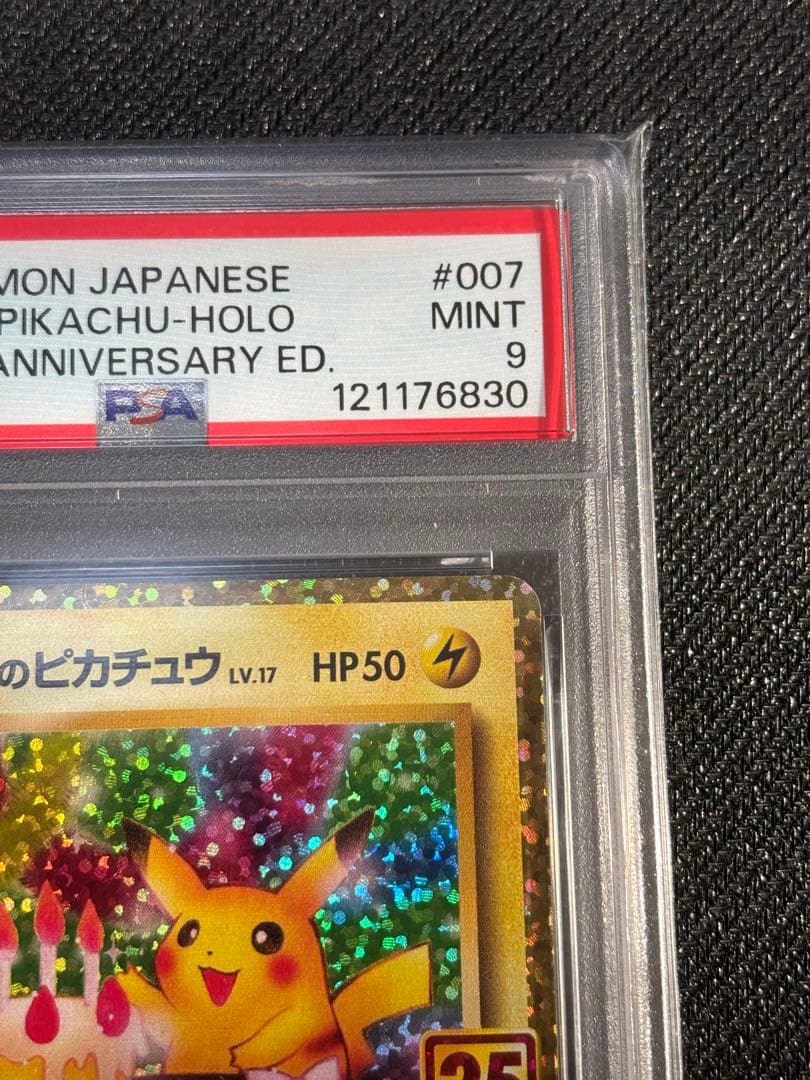 MON JAPANESE #007
PIKACHU-HOLO MINT
ANNIVERSARY ED. 9
PSA 121176830
のピカチュウ LV.17 HP50
25